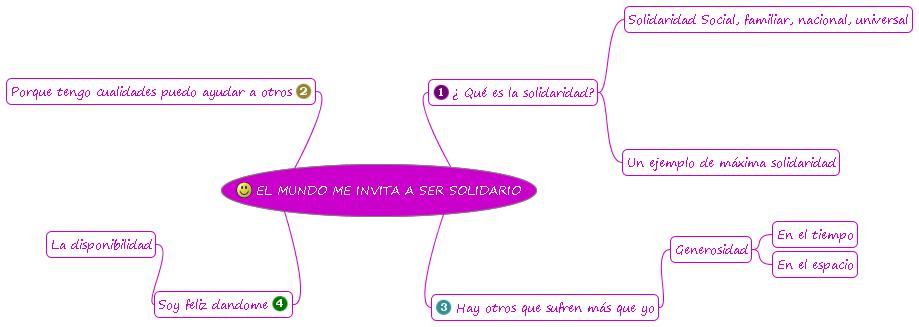 EL MUNDO ME INVITA A SER SOLIDARIO
1 ¿ Qué es la solidaridad?
Solidaridad Social, familiar, nacional, universal
Un ejemplo de máxima solidaridad
Porque tengo cualidades puedo ayudar a otros 2
3 Hay otros que sufren más que yo
Generosidad
En el tiempo
En el espacio
Soy feliz dandome 4
La disponibilidad